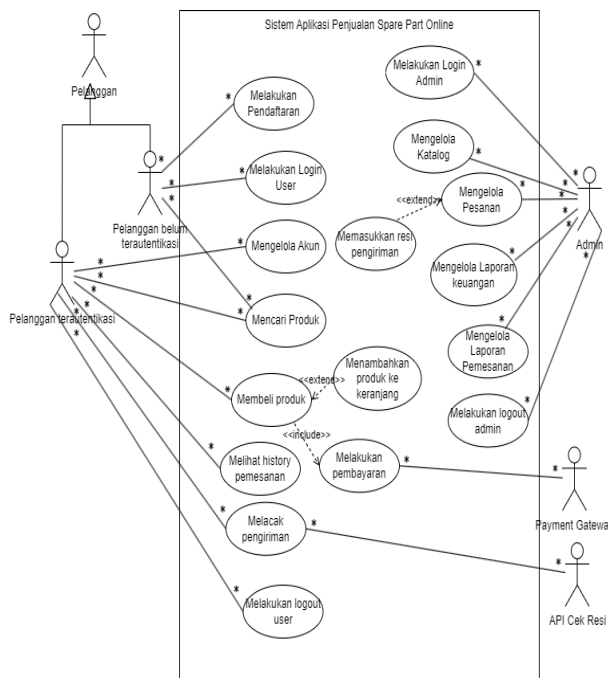 Sistem Aplikasi Penjualan Spare Part Online
Pelanggan
Melakukan Login
Admin
*
*
Melakukan
Pendaftaran
*
*
Mengelola
Katalog
*
*
Melakukan Login
User
*
*
Pelanggan belum
terautentikasi
*
<<extend>>
Mengelola
Pesanan
*
*
Admin
Memasukkan resi
pengiriman
Mengelola Akun
*
*
Mengelola Laporan
keuangan
*
*
Pelanggan terautentikasi
*
Mencari Produk
*
*
Mengelola
Laporan
Pemesanan
*
*
Membeli produk
*
*
<<extend>>
Menambahkan
produk ke
keranjang
Melakukan logout
admin
*
*
<<include>>
Melihat history
pemesanan
*
*
Melakukan
pembayaran
*
*
Payment Gatewa
Melacak
pengiriman
*
*
*
*
API Cek Resi
Melakukan logout
user
*
*